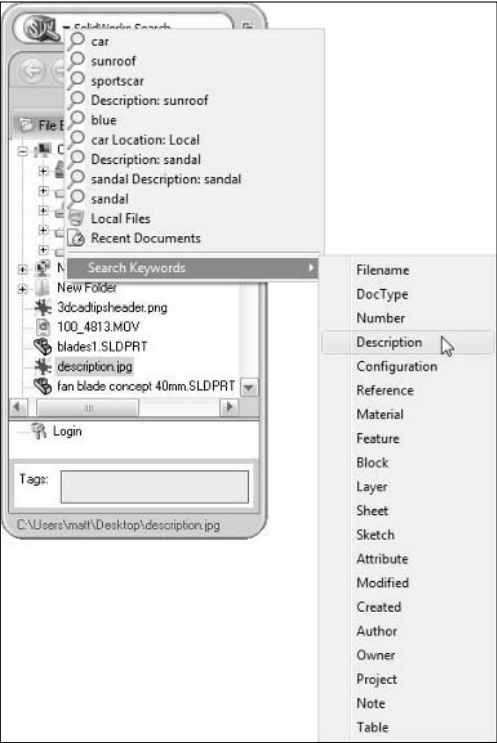 SolidWorks Search
car
sunroof
sportscar
Description: sunroof
blue
car Location: Local
Description: sandal
sandal Description: sandal
sandal
Local Files
Recent Documents
Search Keywords
File E
C
N
New Folder
3dcadtipsheader.png
100_4813.MOV
blades1.SLDPRT
description.jpg
fan blade concept 40mm.SLDPRT
Login
Tags:
C:\Users\matt\Desktop\description.jpg
Filename
DocType
Number
Description
Configuration
Reference
Material
Feature
Block
Layer
Sheet
Sketch
Attribute
Modified
Created
Author
Owner
Project
Note
Table